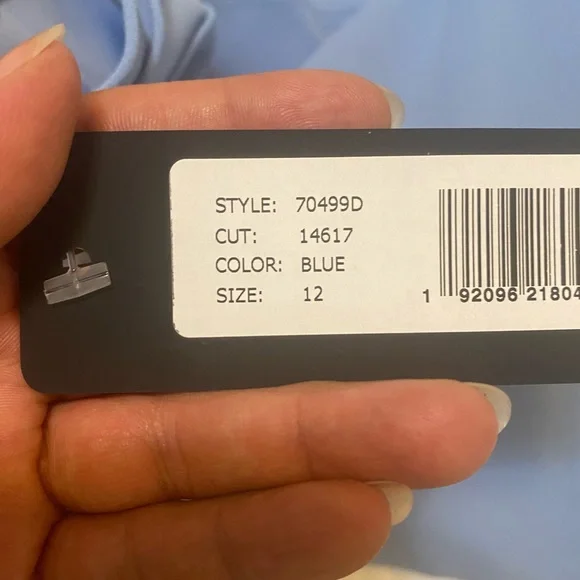 STYLE: 70499D
CUT: 14617
COLOR: BLUE
SIZE: 12
1 92096 21804